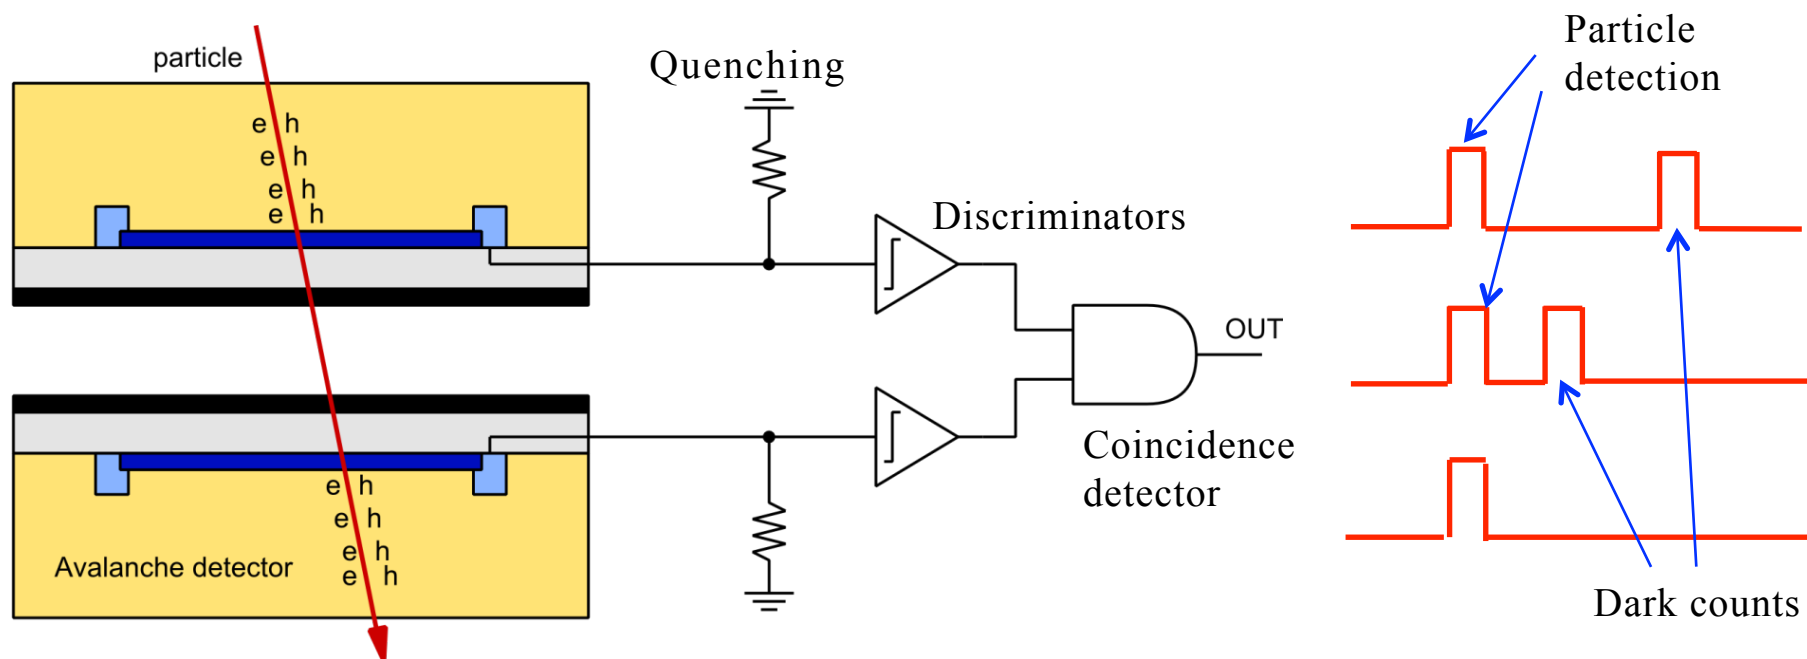 particle
e h
e h
e h
e h
Quenching
Discriminators
OUT
Coincidence
detector
e h
e h
e h
e h
Avalanche detector
Particle
detection
Dark counts